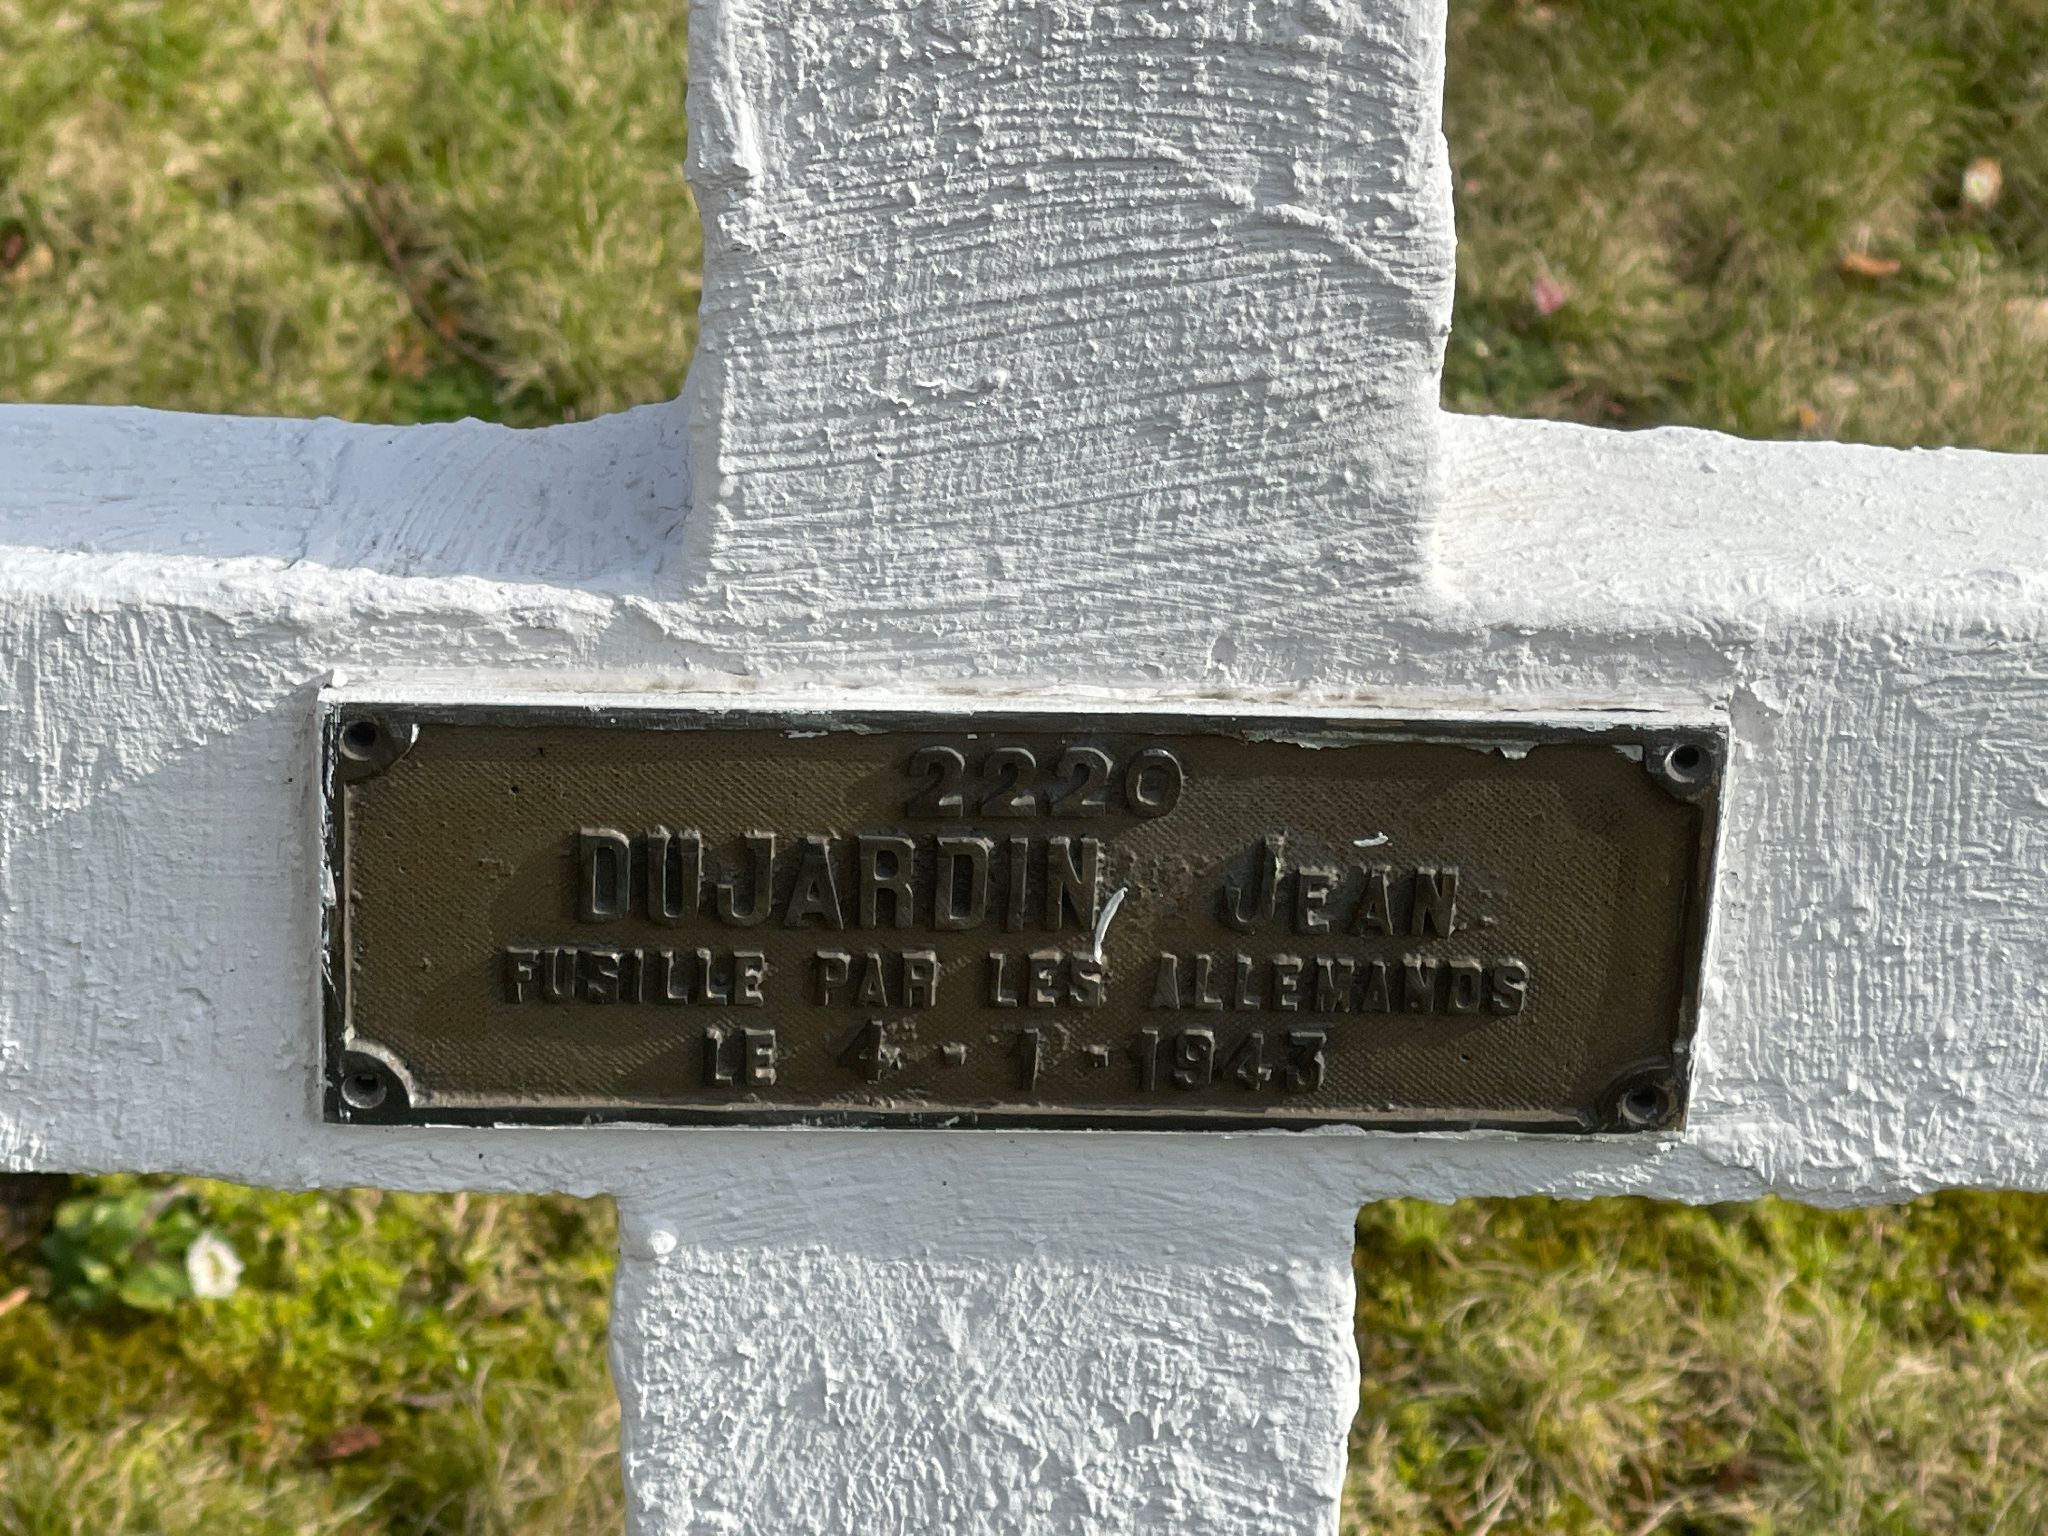 2220
DUJARDIN JEAN
FUSILLE PAR LES ALLEMANDS
LE 4 - 1 - 1943